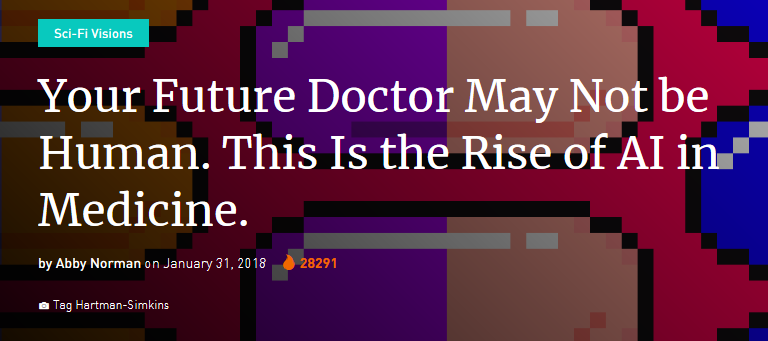 Sci-Fi Visions
Your Future Doctor May Not be
Human. This Is the Rise of AI in
Medicine.
by Abby Norman on January 31, 2018 28291
Tag Hartman-Simkins